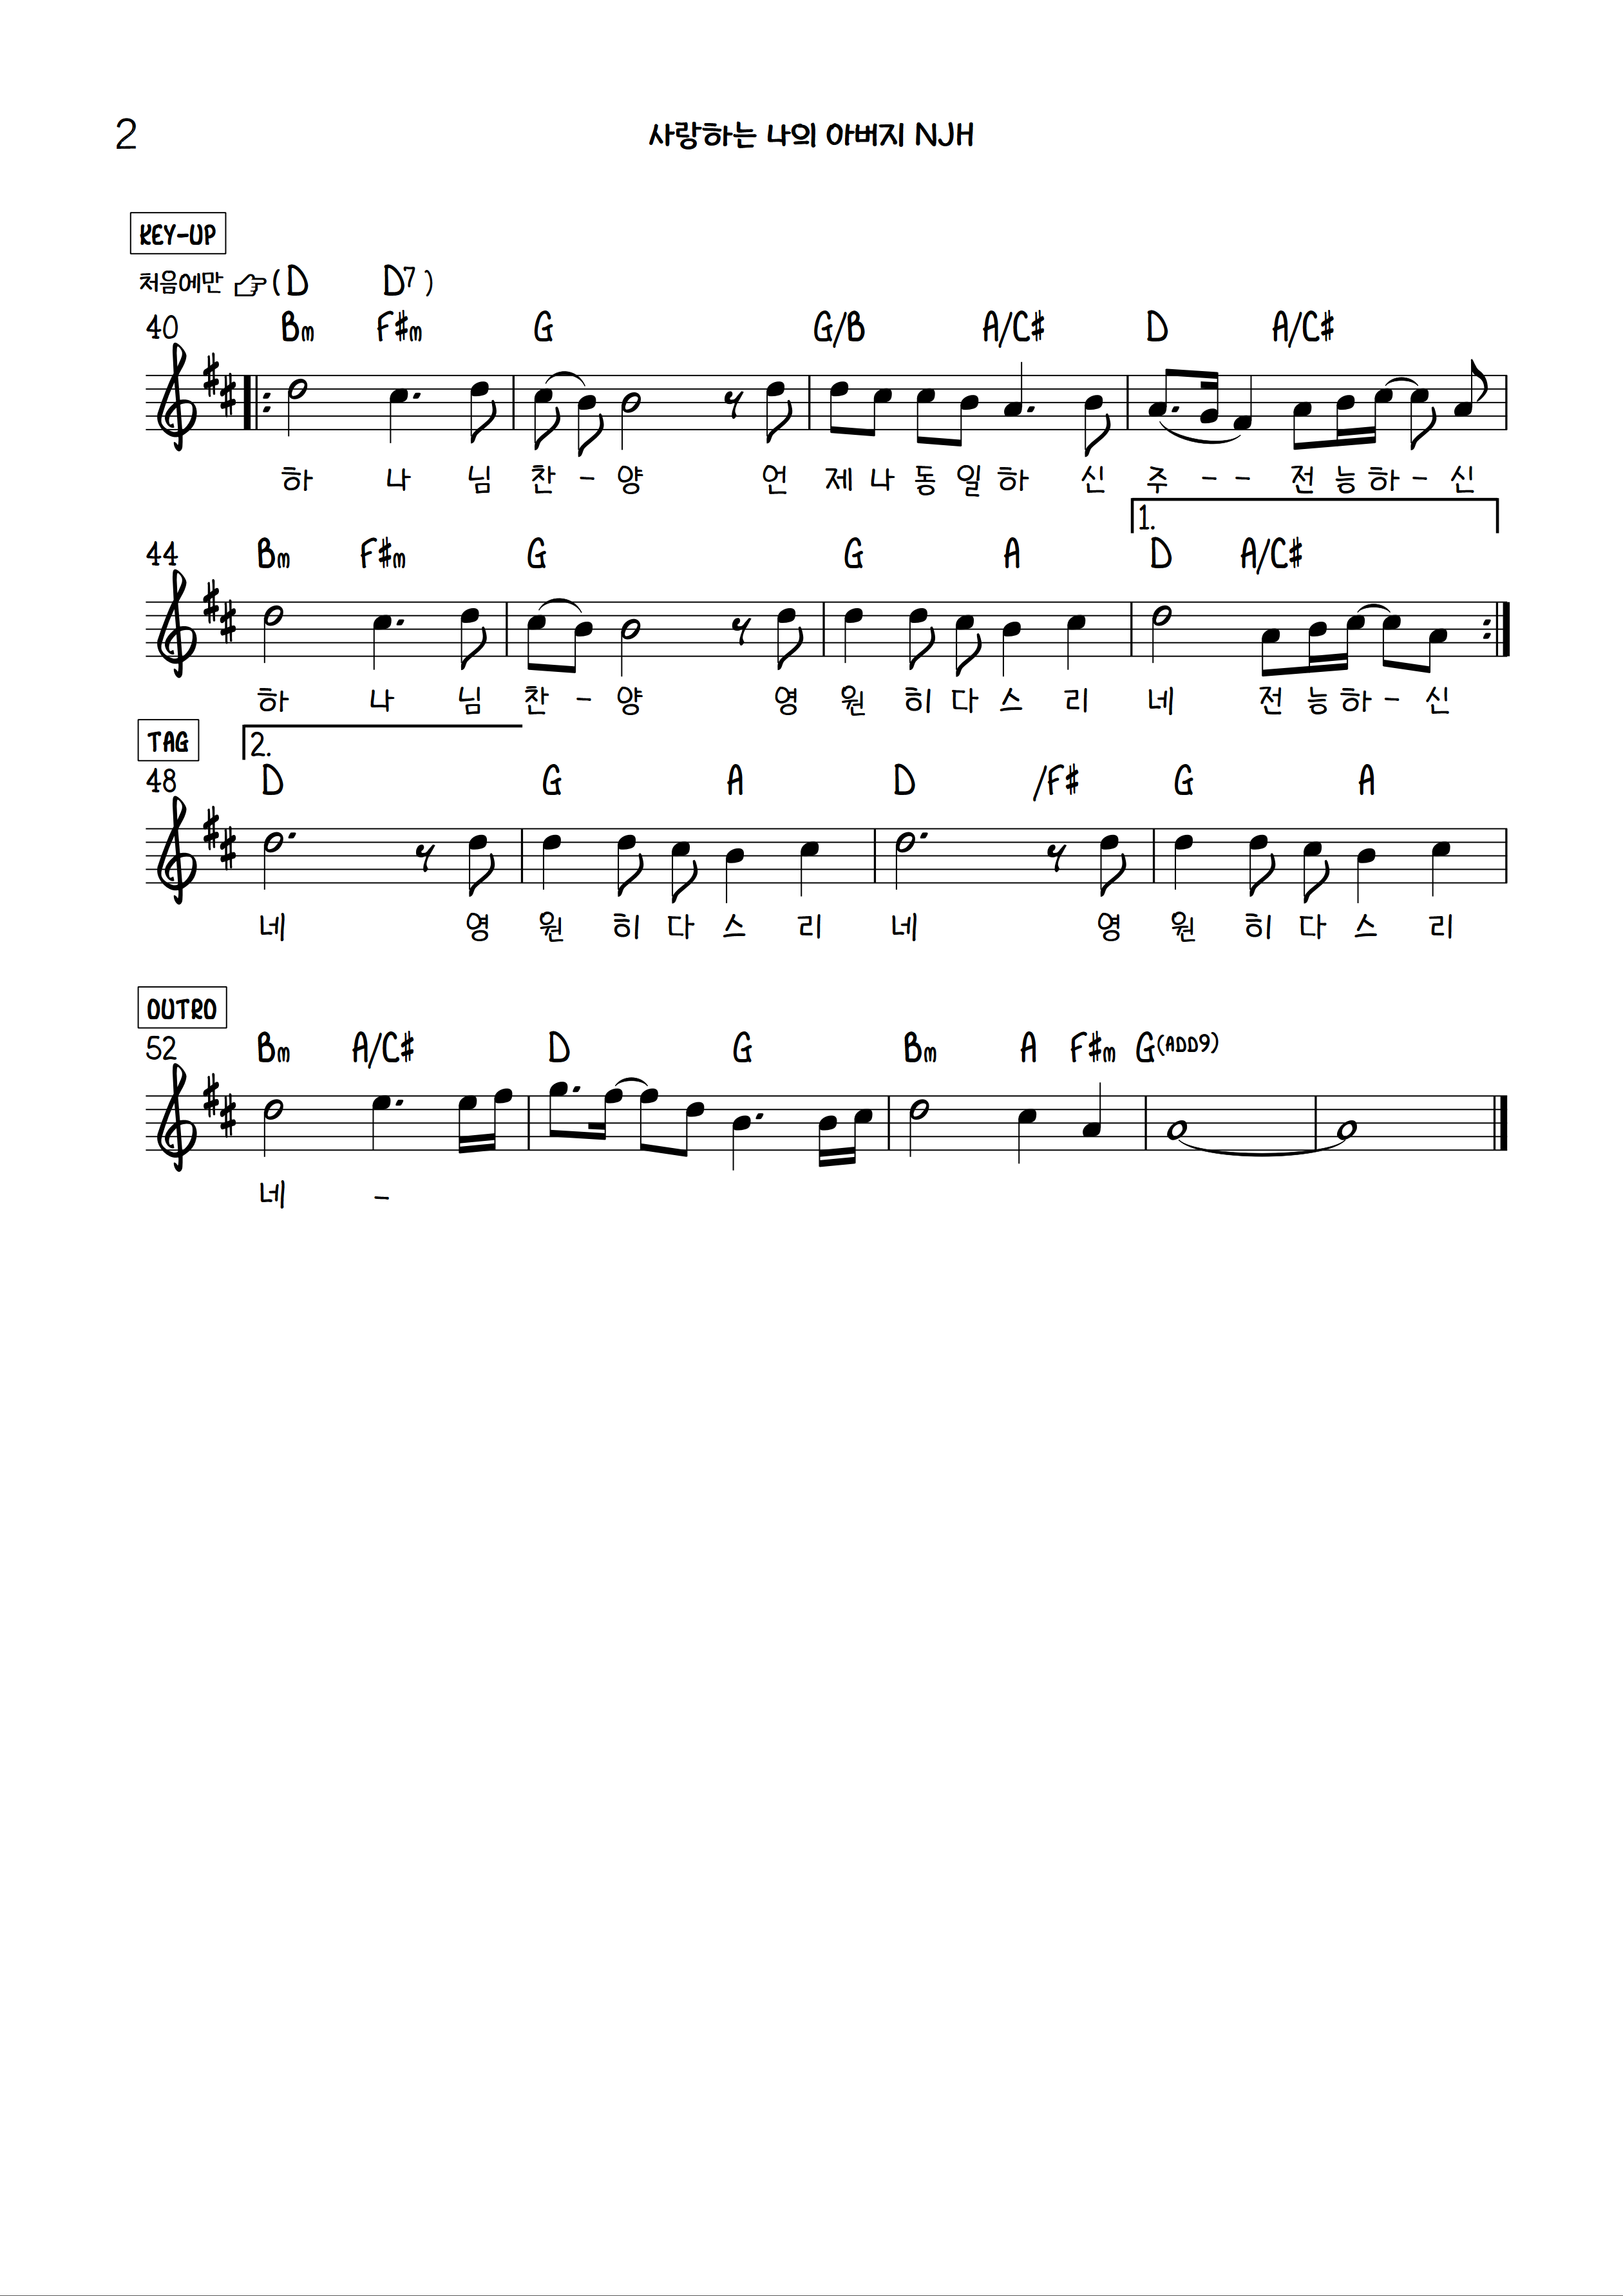 2
사랑하는 나의 아버지 NJH
KEY-UP
처음에만 ☞ ( D D7 )
40 Bm F#m G G/B A/C# D A/C#
하 나 님 찬 - 양 언 제 나 동 일 하 신 주 - - 전 능 하 - 신
1.
44 Bm F#m G G A D A/C#
하 나 님 찬 - 양 영 원 히 다 스 리 네 전 능 하 - 신
TAG
2.
48 D G A D /F# G A
네 영 원 히 다 스 리 네 영 원 히 다 스 리
OUTRO
52 Bm A/C# D G Bm A F#m G(ADD9)
네 -